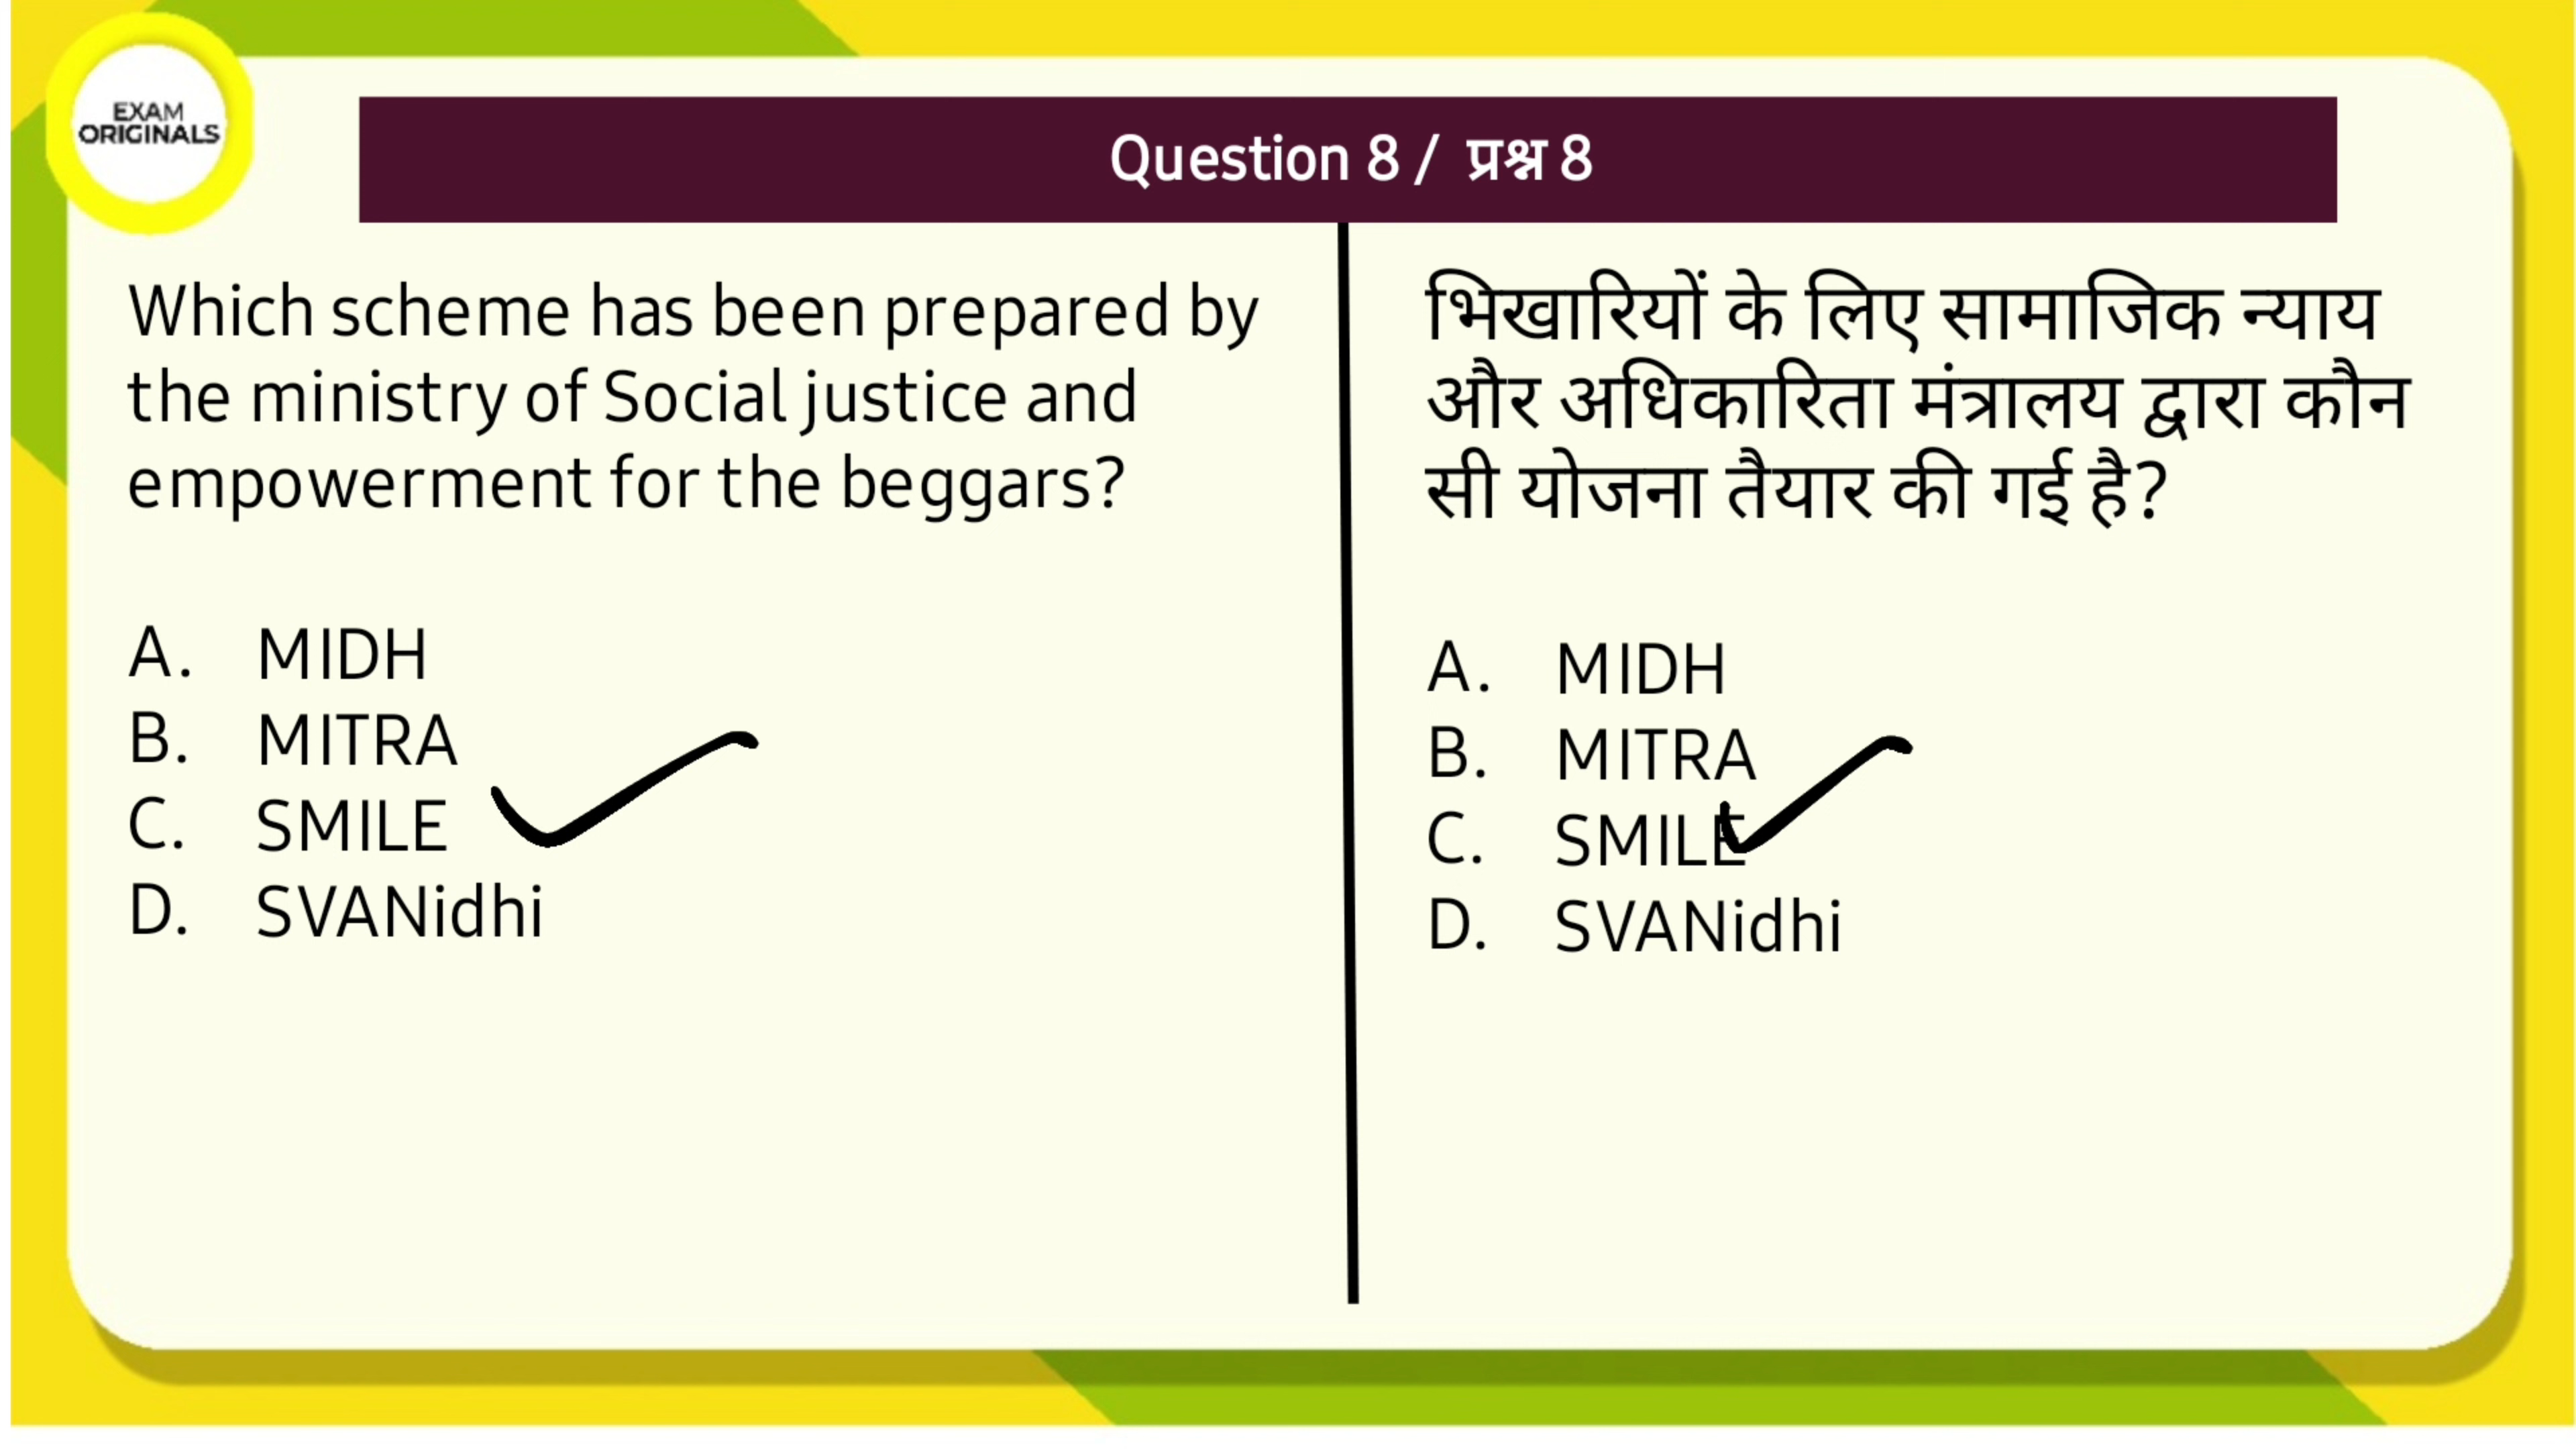 EXAM
ORIGINALS
Question 8 / प्रश्न 8
Which scheme has been prepared by
the ministry of Social justice and
empowerment for the beggars?
A. MIDH
B. MITRA
C. SMILE
D. SVANidhi
भिखारियों के लिए सामाजिक न्याय
और अधिकारिता मंत्रालय द्वारा कौन
सी योजना तैयार की गई है?
A. MIDH
B. MITRA
C. SMILE
D. SVANidhi